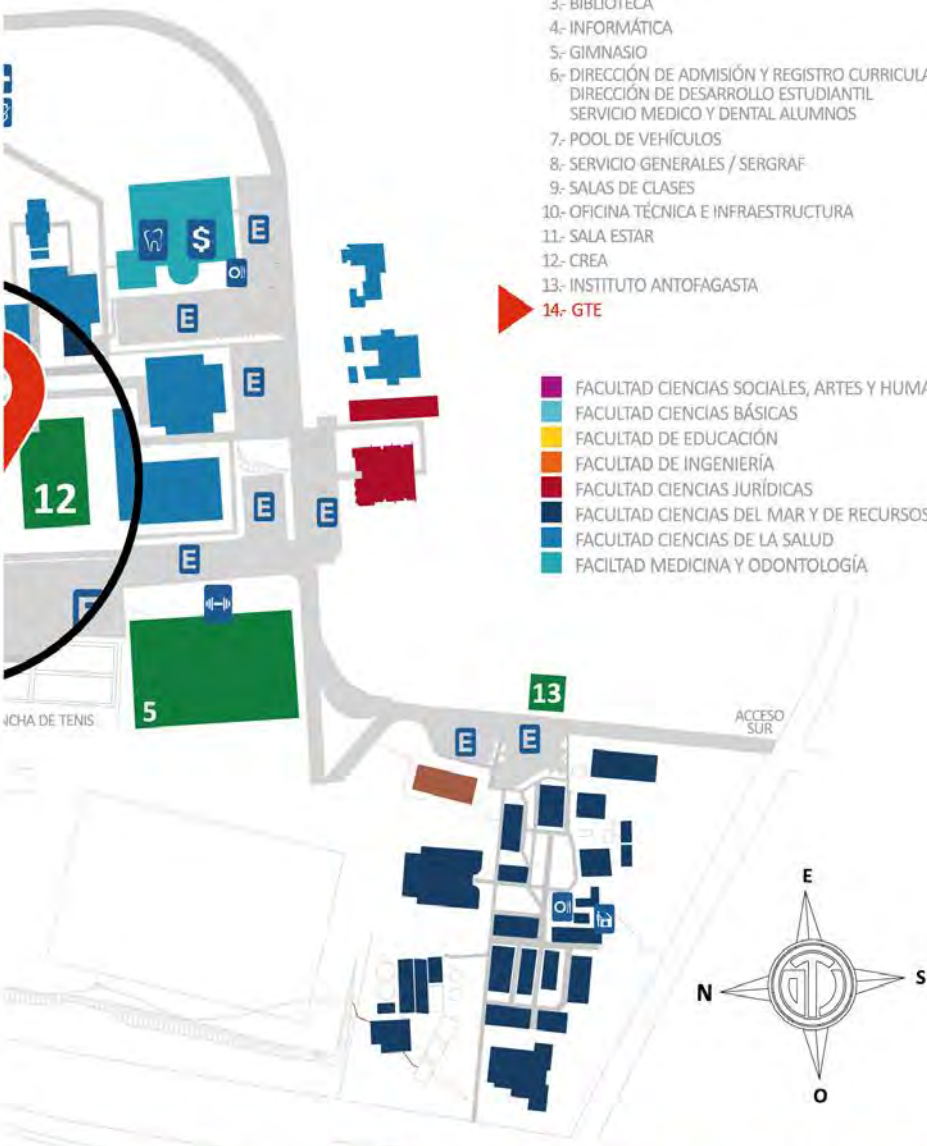 3.- BIBLIOTECA
4.- INFORMÁTICA
5.- GIMNASIO
6.- DIRECCIÓN DE ADMISIÓN Y REGISTRO CURRICULA
DIRECCIÓN DE DESARROLLO ESTUDIANTIL
SERVICIO MEDICO Y DENTAL ALUMNOS
7.- POOL DE VEHÍCULOS
8.- SERVICIO GENERALES / SERGRAF
9.- SALAS DE CLASES
10.- OFICINA TÉCNICA E INFRAESTRUCTURA
11.- SALA ESTAR
12.- CREA
13.- INSTITUTO ANTOFAGASTA
14.- GTE
FACULTAD CIENCIAS SOCIALES, ARTES Y HUMA
FACULTAD CIENCIAS BÁSICAS
FACULTAD DE EDUCACIÓN
FACULTAD DE INGENIERÍA
FACULTAD CIENCIAS JURÍDICAS
FACULTAD CIENCIAS DEL MAR Y DE RECURSOS
FACULTAD CIENCIAS DE LA SALUD
FACILTAD MEDICINA Y ODONTOLOGÍA
$
E
E
E
E
E
E
E
12
5
NCHA DE TENIS
13
E
E
ACCESO
SUR
E
N
S
O